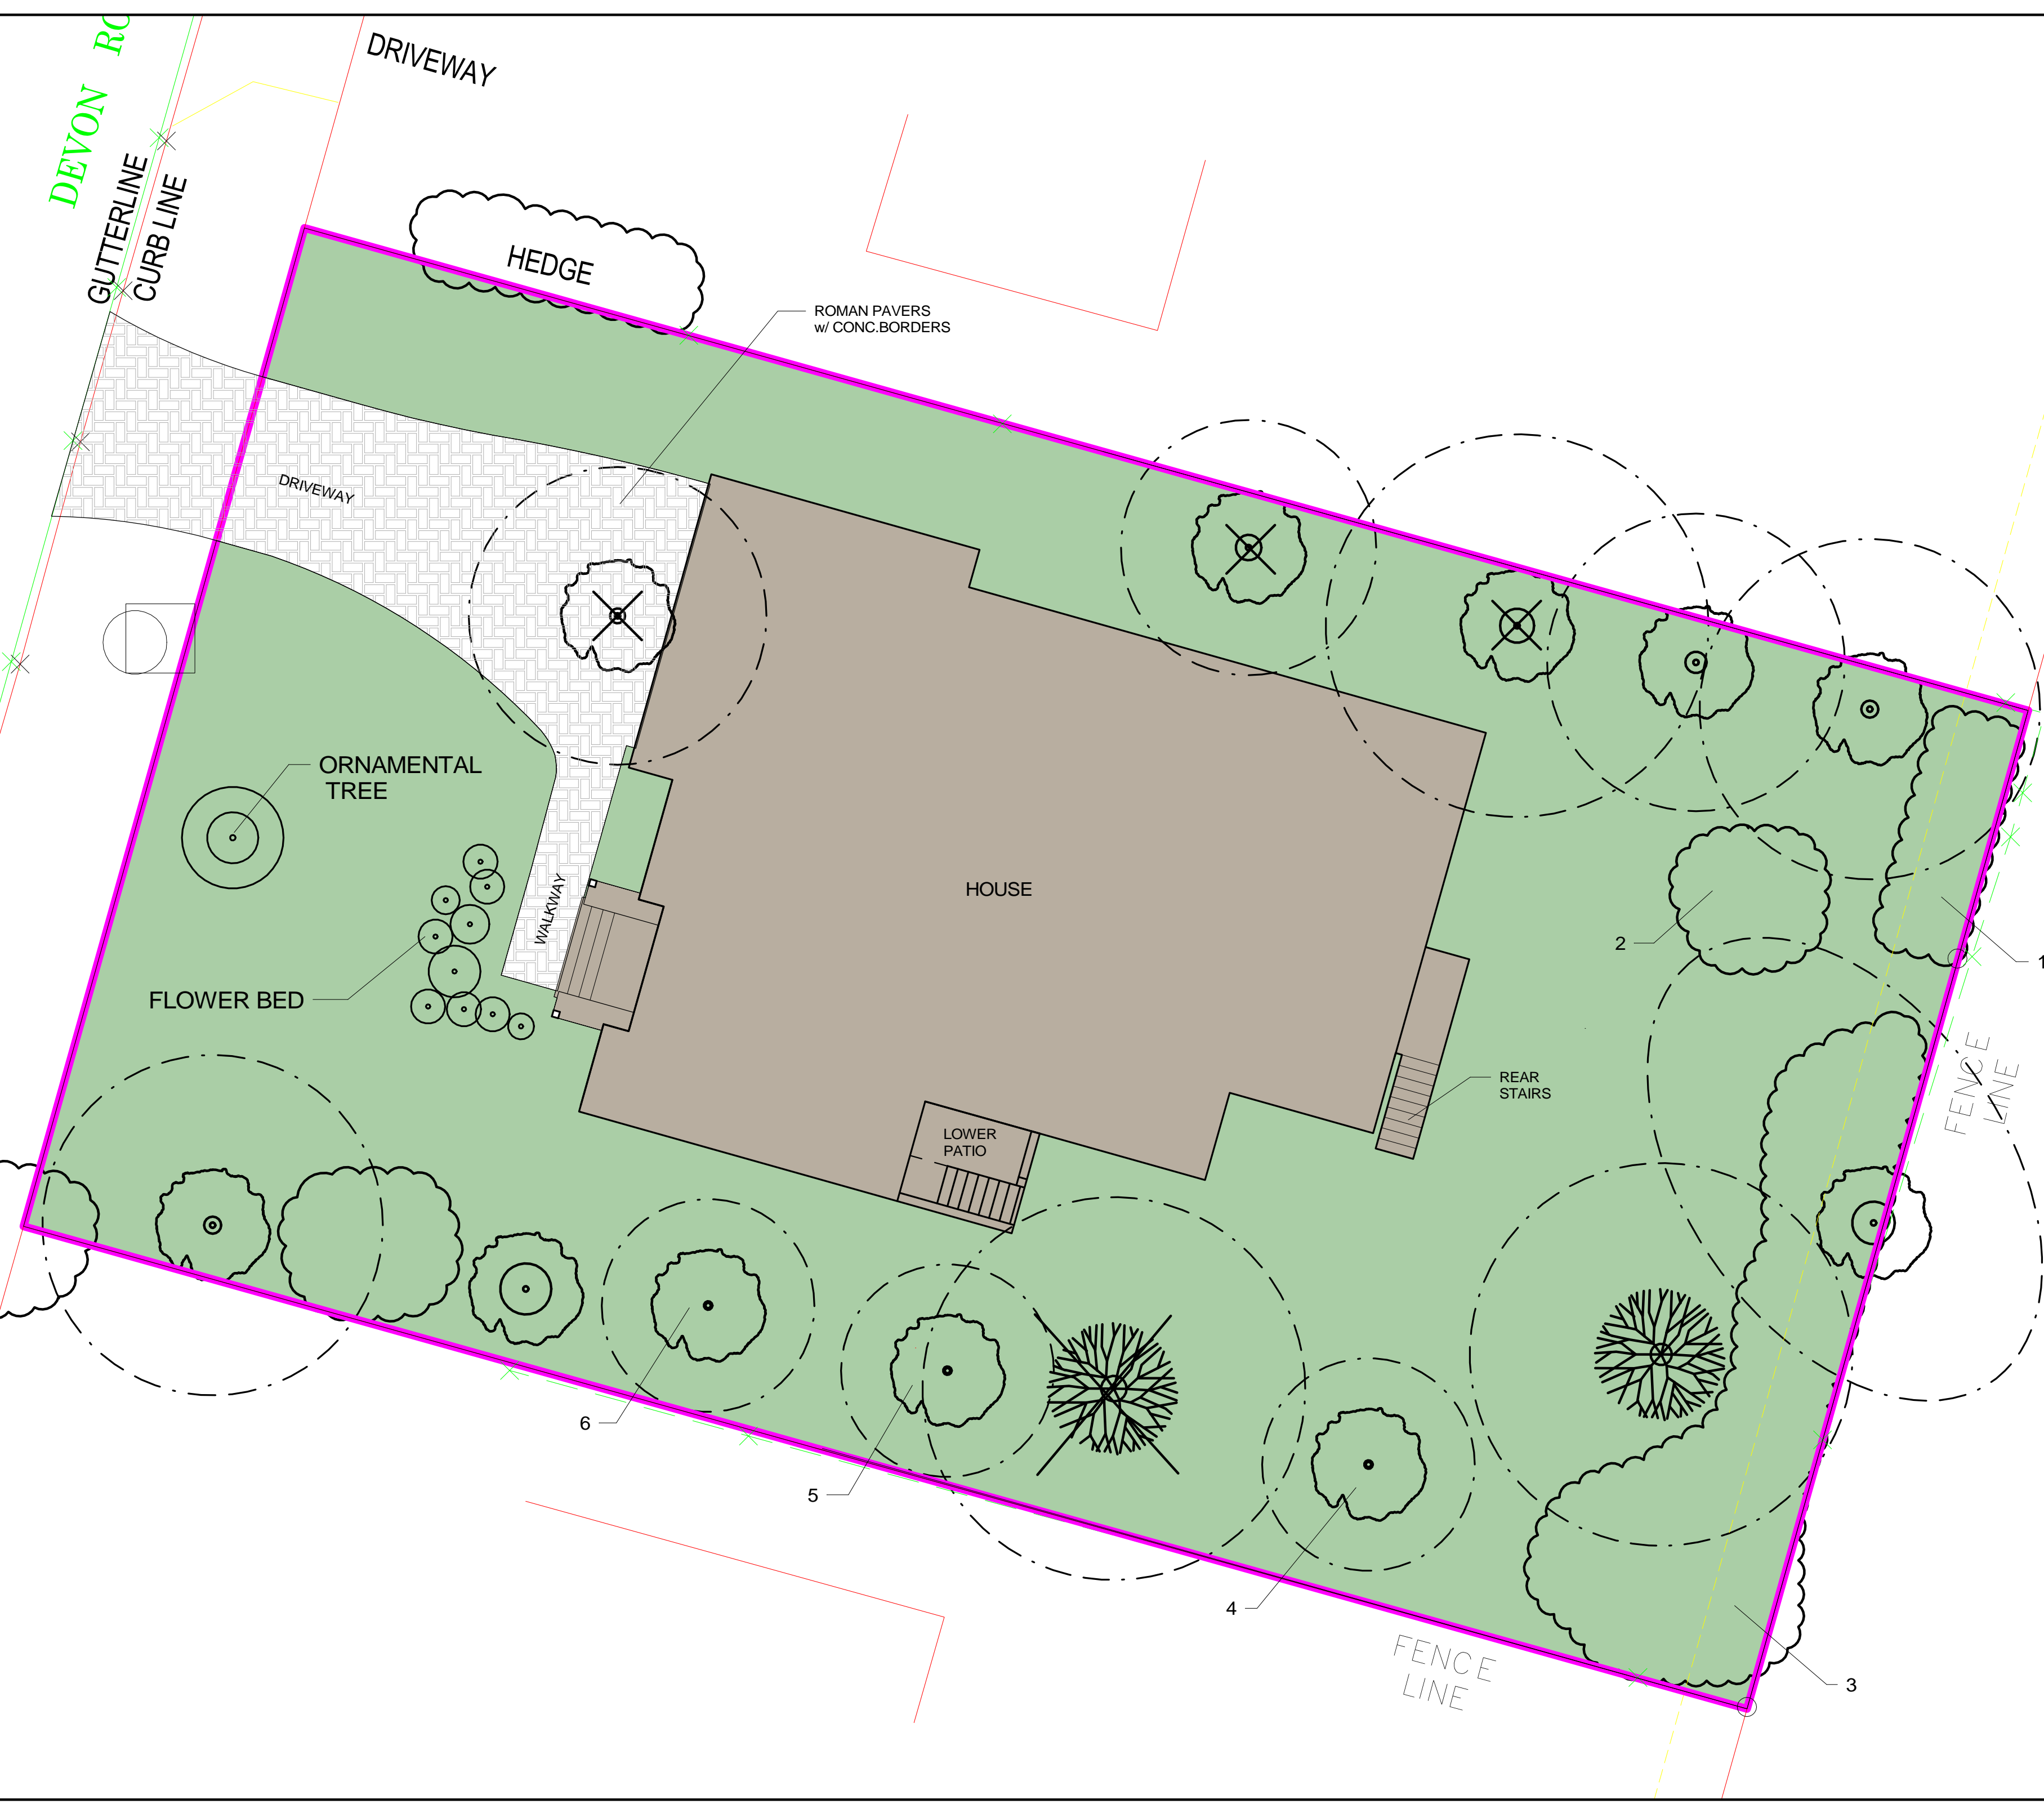 DEVON
DRIVEWAY
GUTTERLINE
CURB LINE
HEDGE
ROMAN PAVERS
w/ CONC.BORDERS
DRIVEWAY
ORNAMENTAL
TREE
WALKWAY
HOUSE
FLOWER BED
2
1
FENCE
LINE
REAR
STAIRS
LOWER
PATIO
6
5
4
FENCE
LINE
3